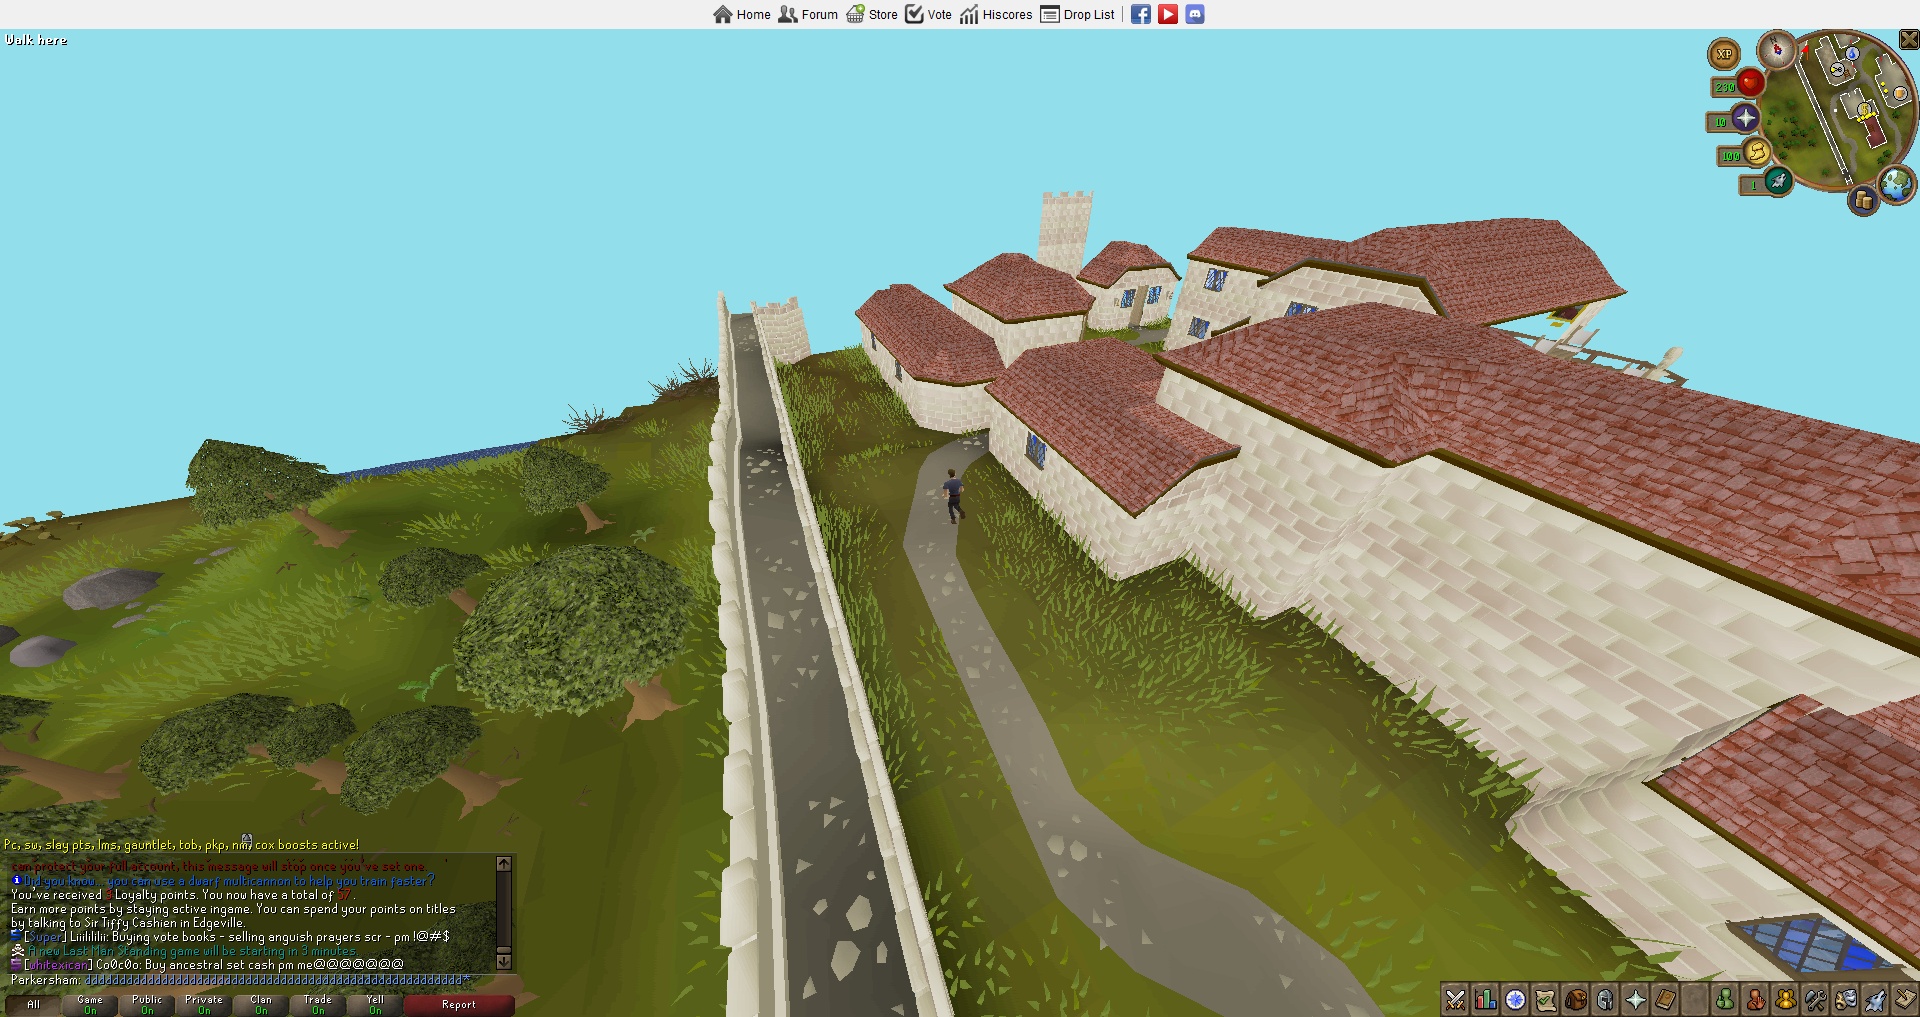 Home Forum Store Vote Hiscores Drop List
Walk here
XP
230
10
100
1
Pc, sw, slay pts, lms, gauntlet, tob, pkp, nm, cox boosts active!
can protect your full account, this message will stop once you've set one.
Did you know... you can use a dwarf multicannon to help you train faster?
You've received 3 Loyalty points. You now have a total of 57.
Earn more points by staying active ingame. You can spend your points on titles
by talking to Sir Tiffy Cashien in Edgeville.
[Super] Liiililii: Buying vote books - selling anguish prayers scr - pm !@#$
A new Last Man Standing game will be starting in 3 minutes.
[whitexican] Co0c0o: Buy ancestral set cash pm me@@@@@@@
All Game Public Private Clan Trade Yell Report
On On On On On On